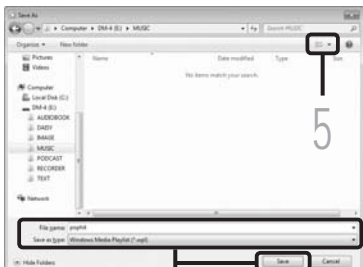 Save As
Computer ▸ DM-4 (E:) ▸ MUSIC
Search MUSIC
Organize New folder
Name Date modified Type Size
No items match your search.
Pictures
Videos
Computer
Local Disk (C:)
DM-4 (E:)
AUDIOBOOK
DAISY
IMAGE
MUSIC
PODCAST
RECORDER
TEXT
Network
5
File name: playlist
Save as type: Windows Media Playlist (*.wpl)
Hide Folders
Save Cancel